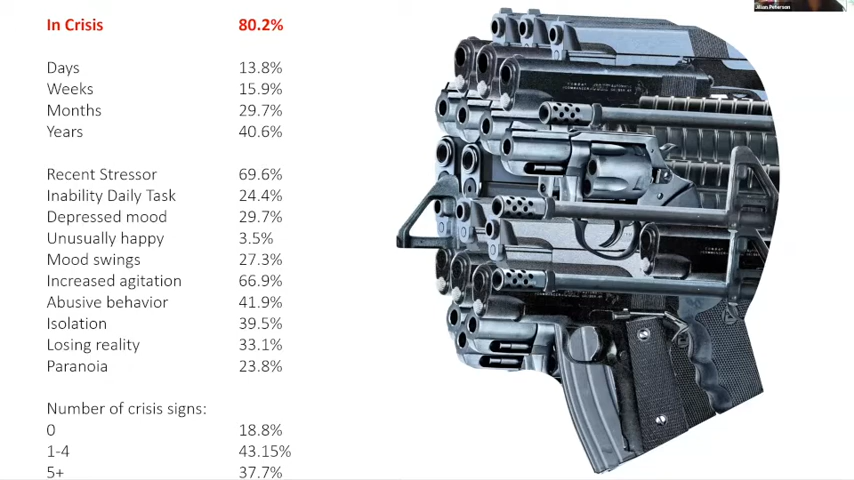 Jillian Peterson
In Crisis 80.2%
Days 13.8%
Weeks 15.9%
Months 29.7%
Years 40.6%
Recent Stressor 69.6%
Inability Daily Task 24.4%
Depressed mood 29.7%
Unusually happy 3.5%
Mood swings 27.3%
Increased agitation 66.9%
Abusive behavior 41.9%
Isolation 39.5%
Losing reality 33.1%
Paranoia 23.8%
Number of crisis signs:
0 18.8%
1-4 43.15%
5+ 37.7%